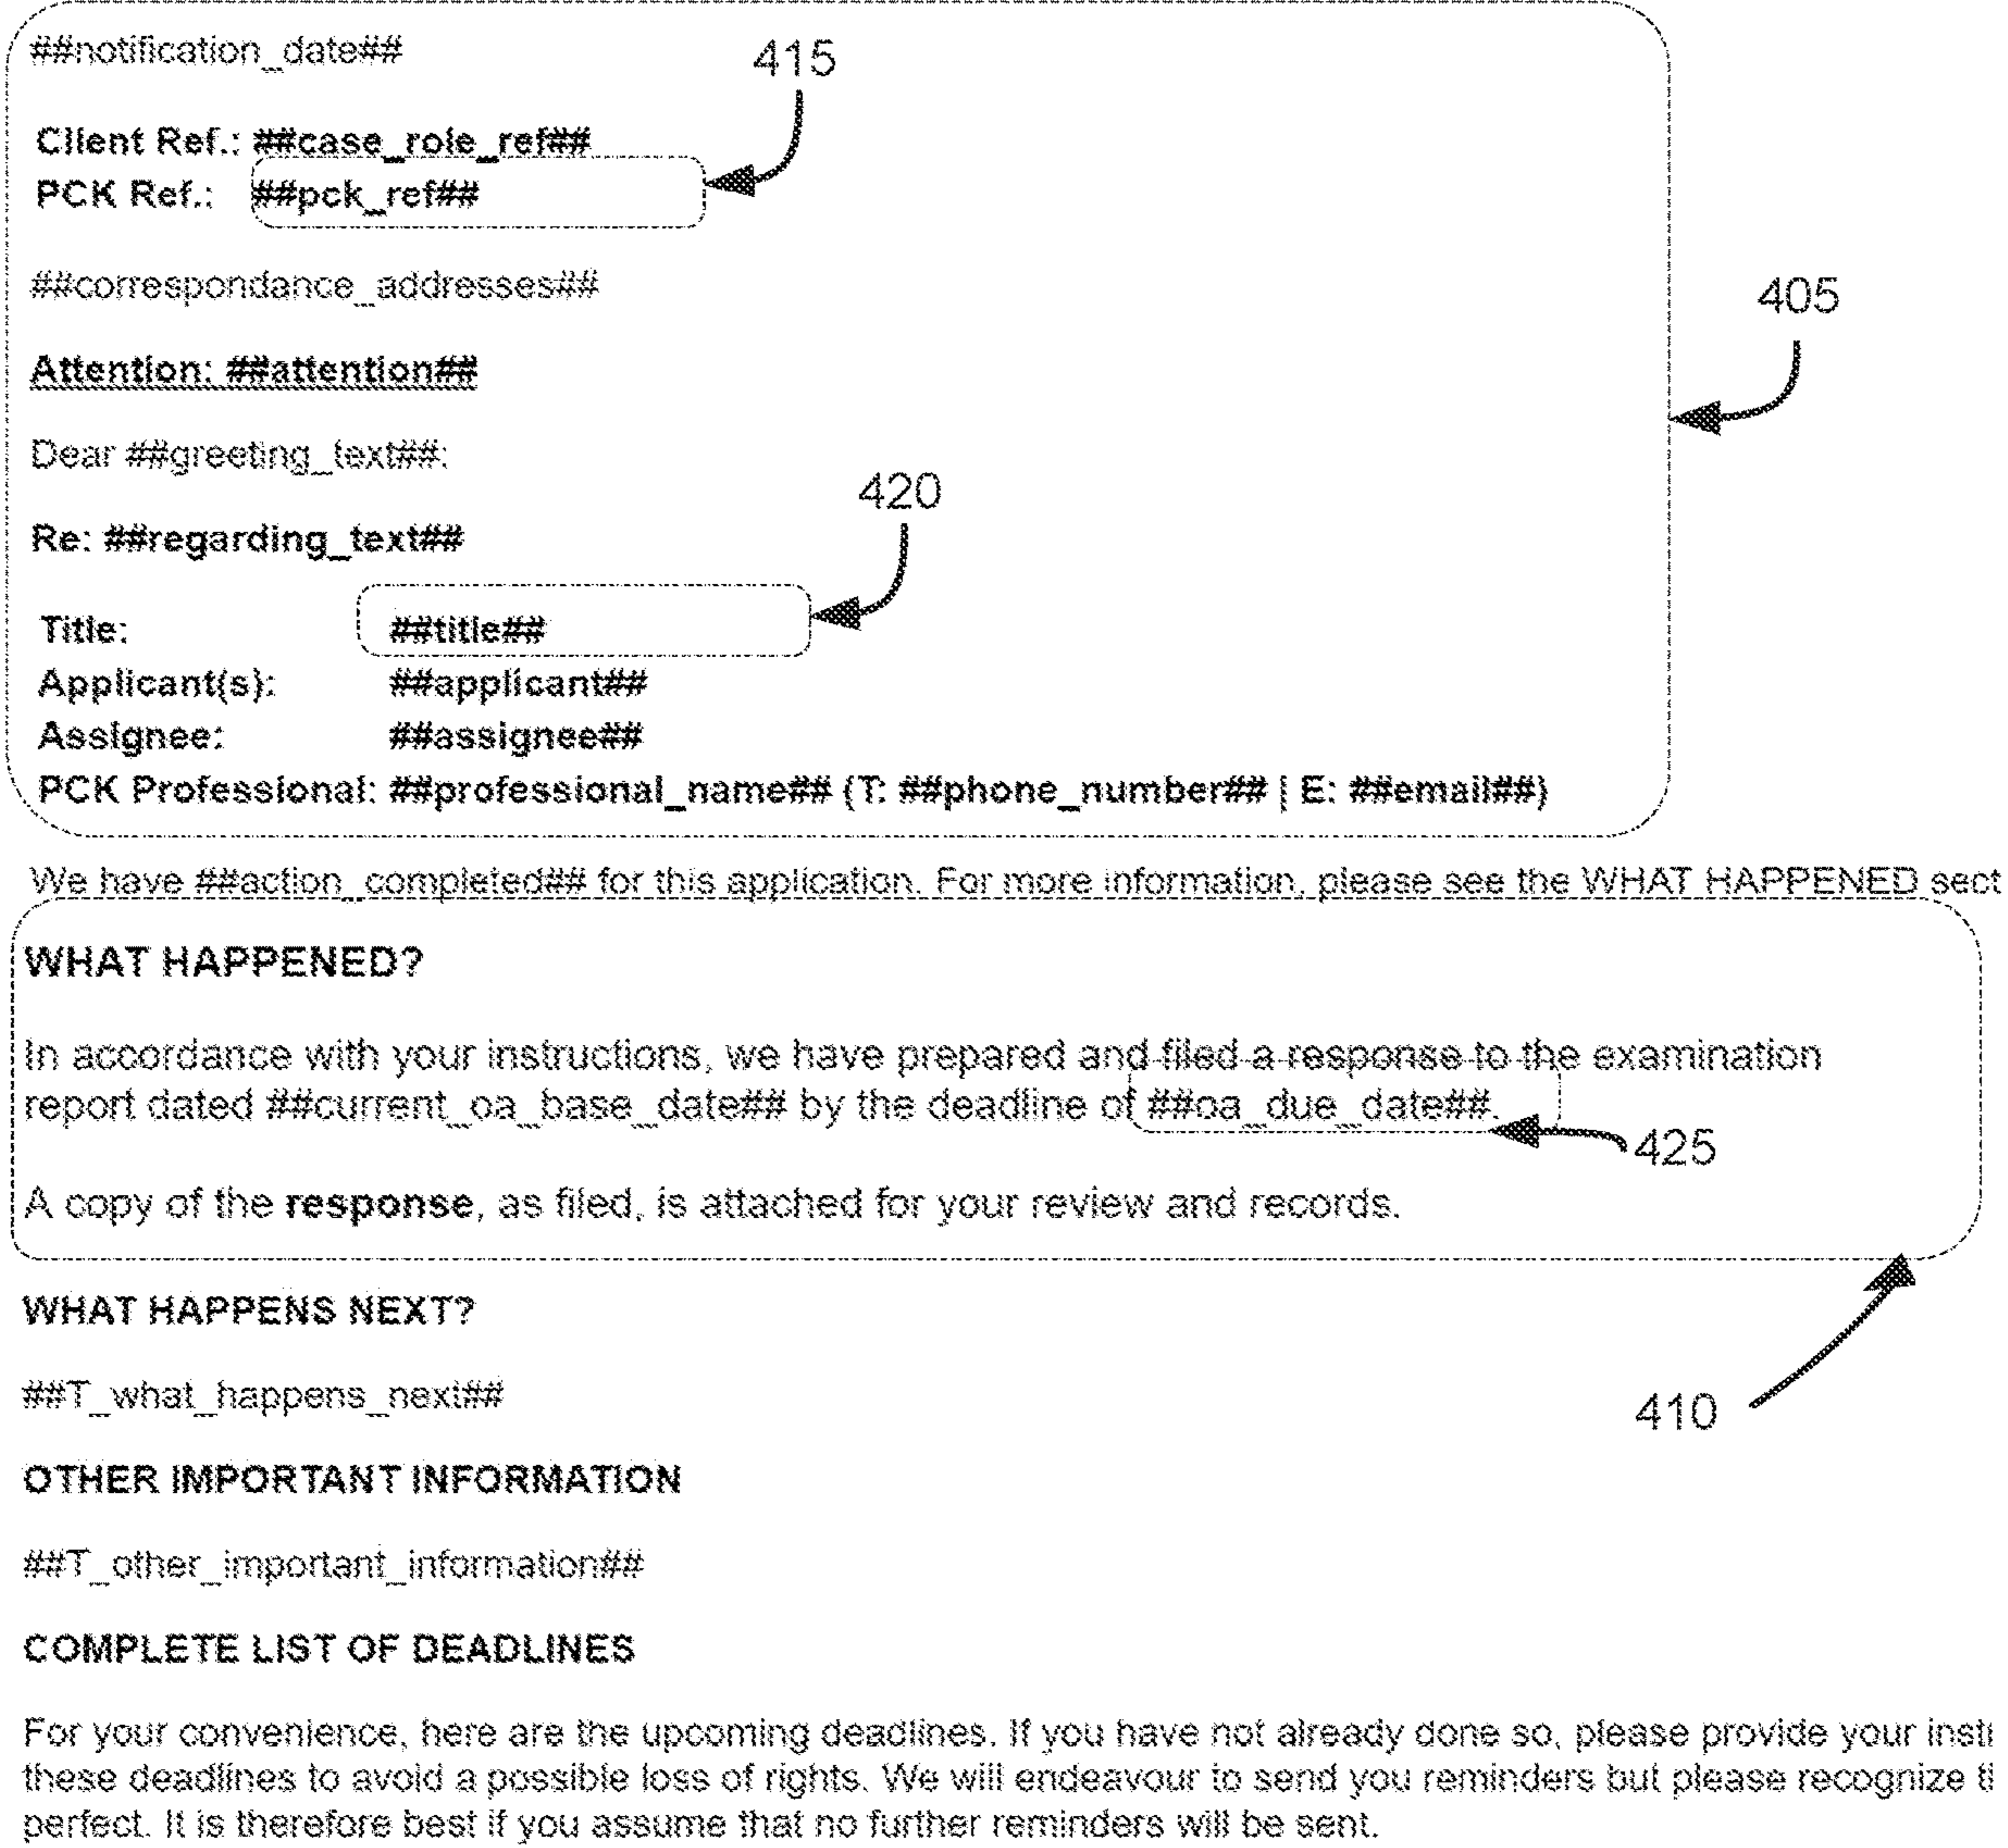 ##notification_date##
415
Client Ref.: ##case_role_ref##
PCK Ref.: ##pck_ref##
##correspondance_addresses##
405
Attention: ##attention##
Dear ##greeting_text##:
420
Re: ##regarding_text##
Title: ##title##
Applicant(s): ##applicant##
Assignee: ##assignee##
PCK Professional: ##professional_name## (T: ##phone_number## | E: ##email##)
We have ##action_completed## for this application. For more information, please see the WHAT HAPPENED sect
WHAT HAPPENED?
In accordance with your instructions, we have prepared and filed a response to the examination
report dated ##current_oa_base_date## by the deadline of ##oa_due_date##.
425
A copy of the response, as filed, is attached for your review and records.
WHAT HAPPENS NEXT?
##T_what_happens_next##
410
OTHER IMPORTANT INFORMATION
##T_other_important_information##
COMPLETE LIST OF DEADLINES
For your convenience, here are the upcoming deadlines. If you have not already done so, please provide your
these deadlines to avoid a possible loss of rights. We will endeavour to send you reminders but please recognize
perfect. It is therefore best if you assume that no further reminders will be sent.